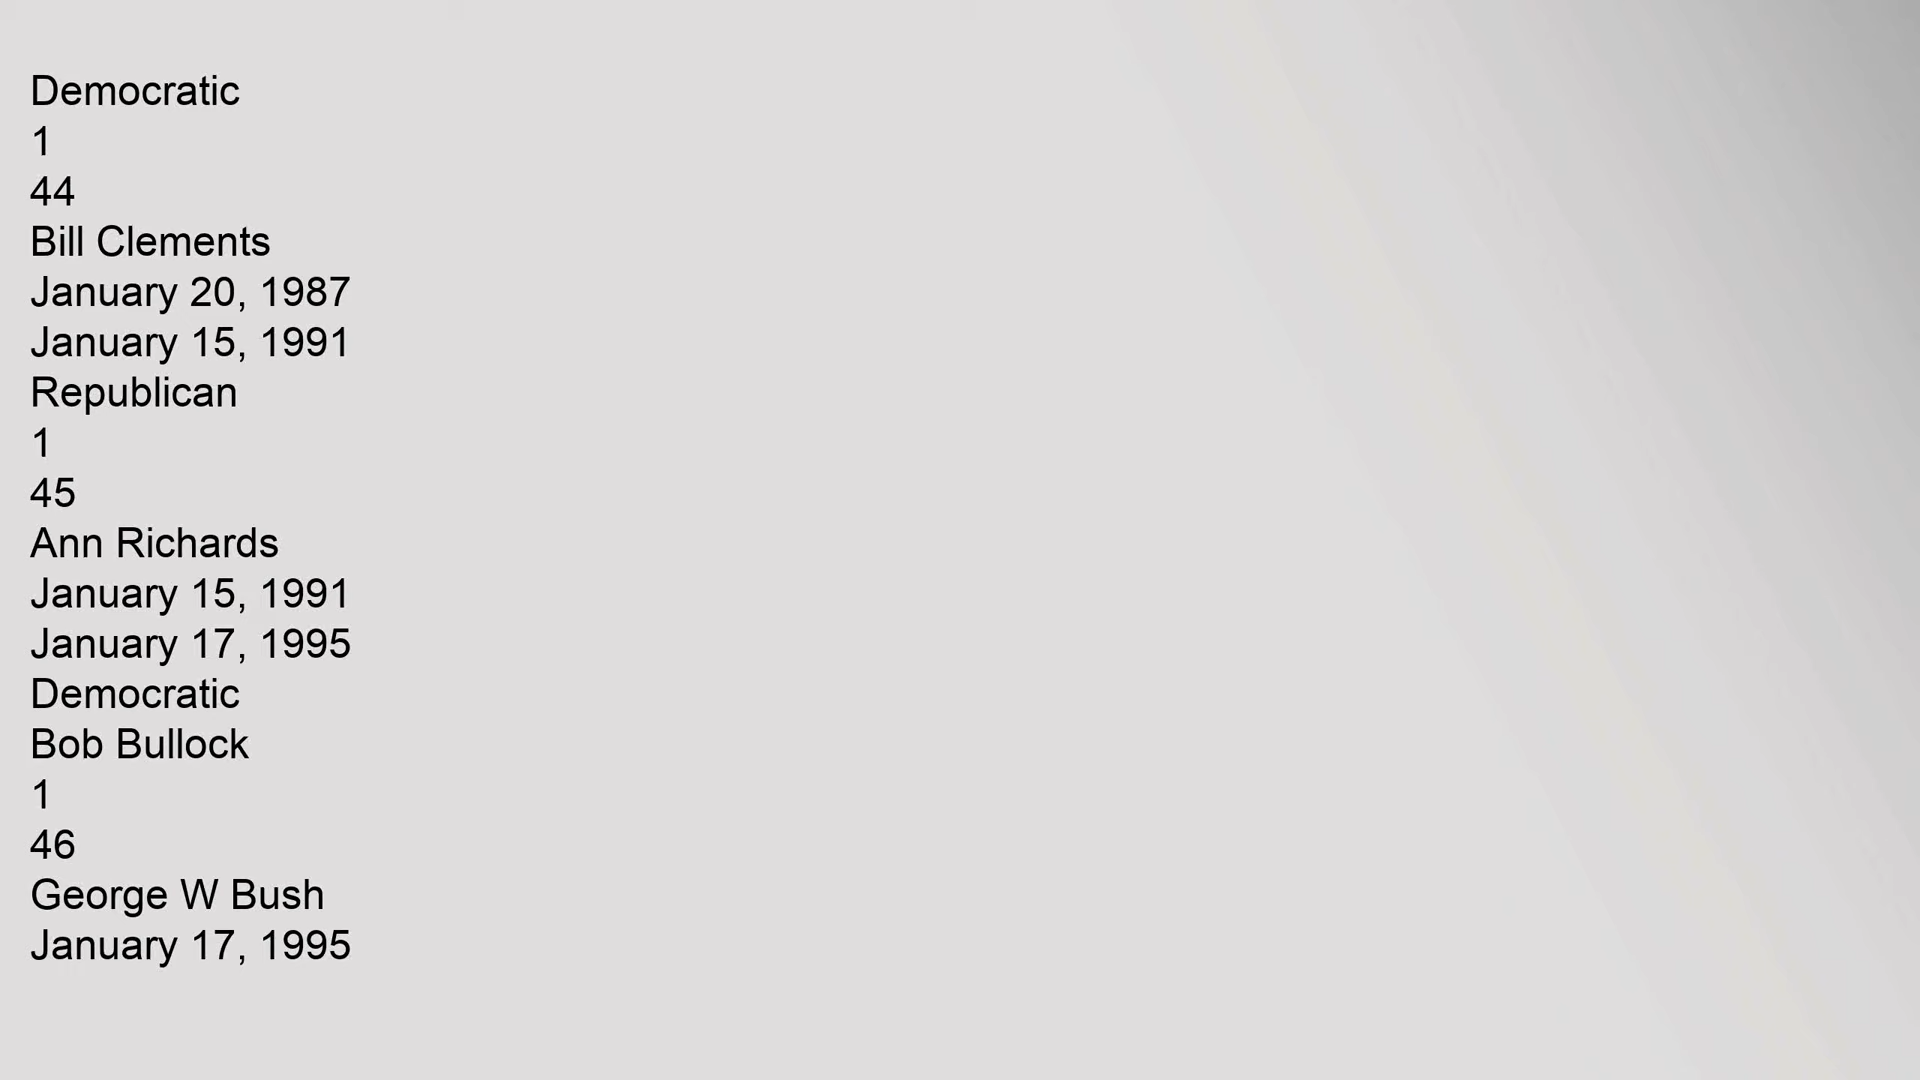 Democratic
1
44
Bill Clements
January 20, 1987
January 15, 1991
Republican
1
45
Ann Richards
January 15, 1991
January 17, 1995
Democratic
Bob Bullock
1
46
George W Bush
January 17, 1995